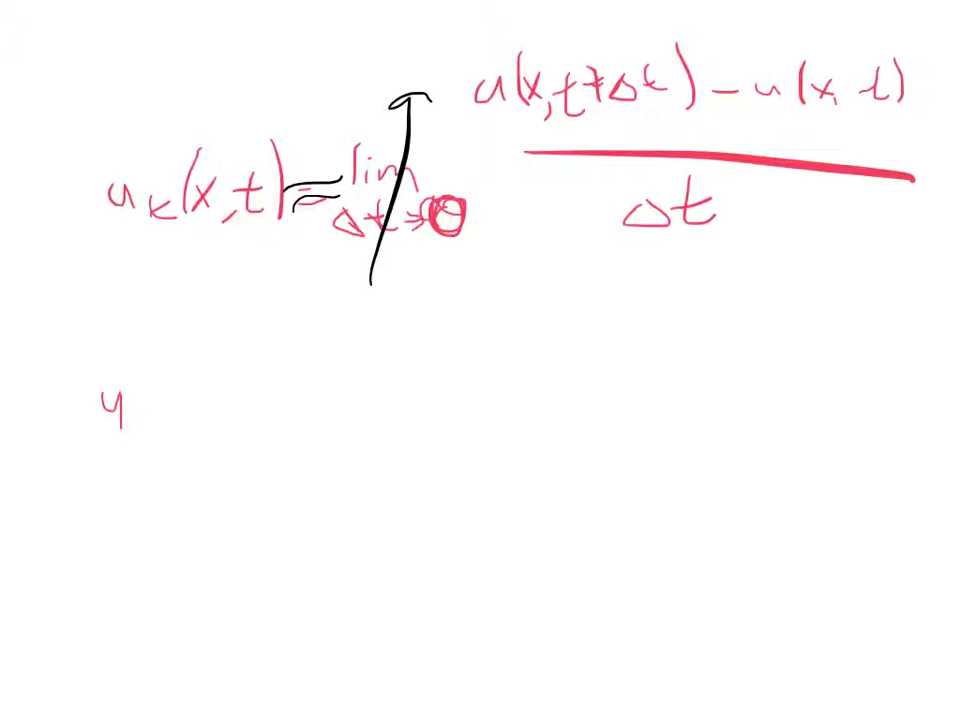 u_t(x,t) ≈ lim Δt→0 (u(x,t+Δt) - u(x,t)) / Δt
y